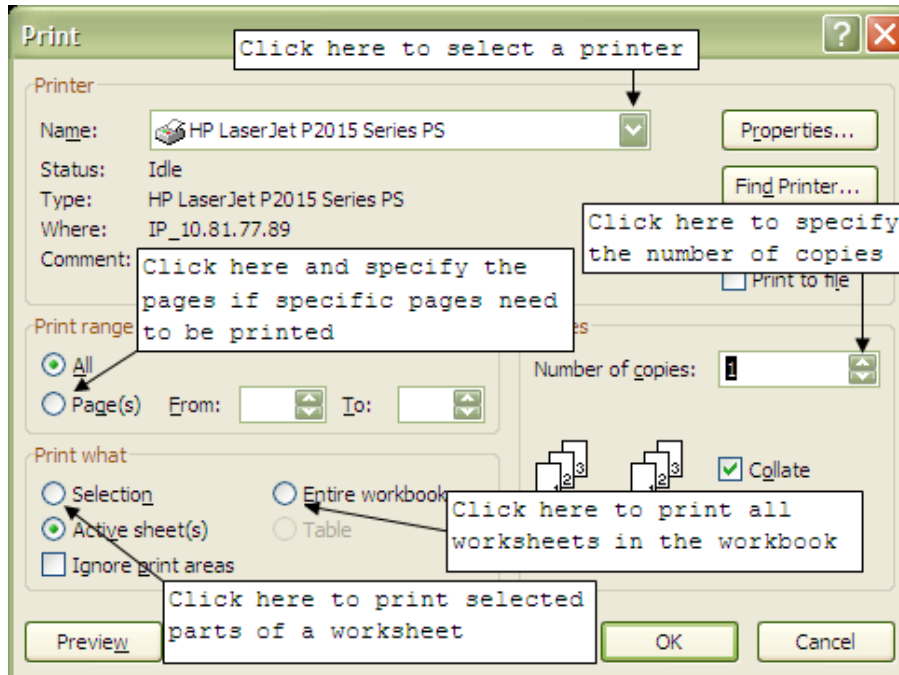 Print
Click here to select a printer
Printer
Name:
HP LaserJet P2015 Series PS
Properties...
Status:
Idle
Type:
HP LaserJet P2015 Series PS
Find Printer...
Where:
IP_10.81.77.89
Click here to specify
the number of copies
Comment:
Print to file
Click here and specify the
pages if specific pages need
to be printed
Print range
All
Page(s)
From:
To:
Number of copies:
1
Print what
Selection
Entire workbook
Active sheet(s)
Table
Ignore print areas
1
2
3
2
3
Collate
Click here to print all
worksheets in the workbook
Click here to print selected
parts of a worksheet
Preview
OK
Cancel